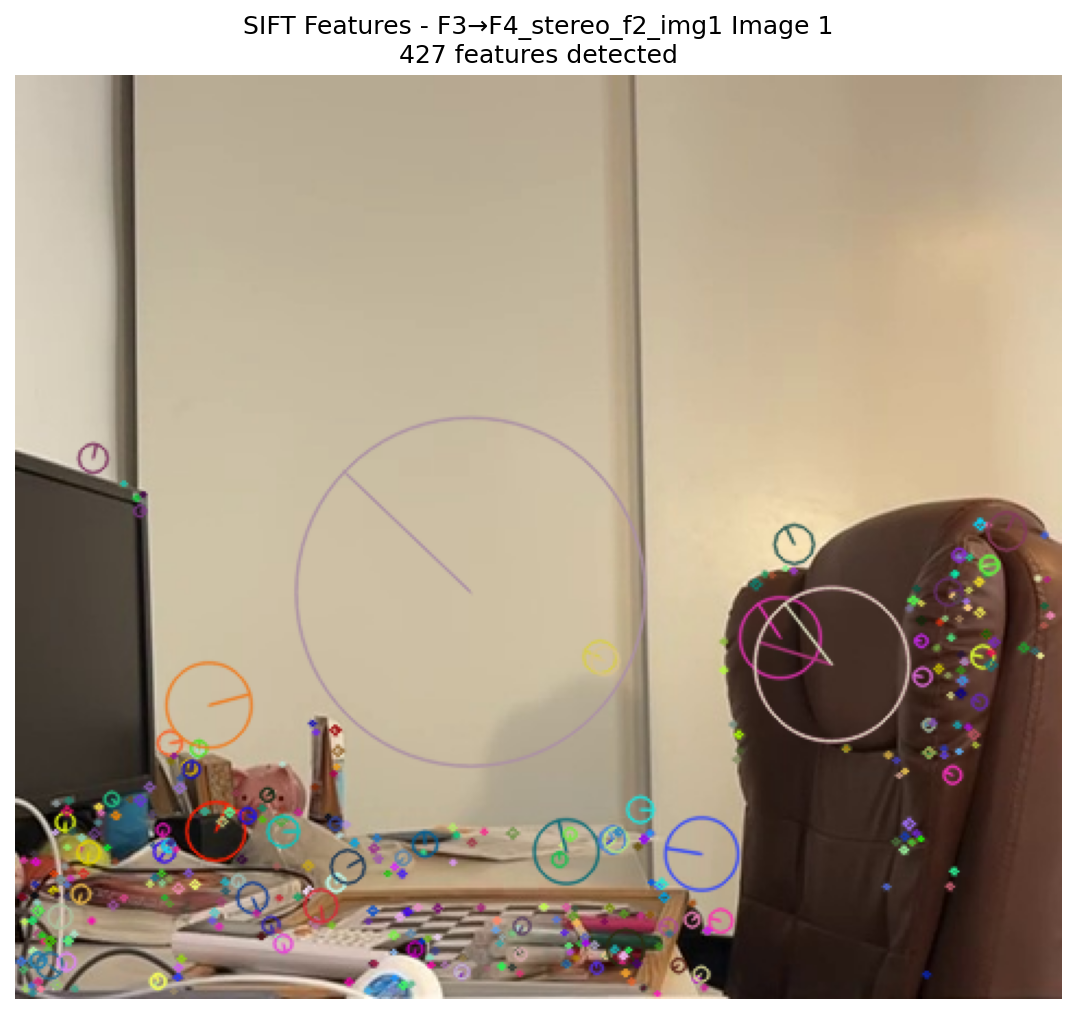 SIFT Features - F3→F4_stereo_f2_img1 Image 1
427 features detected